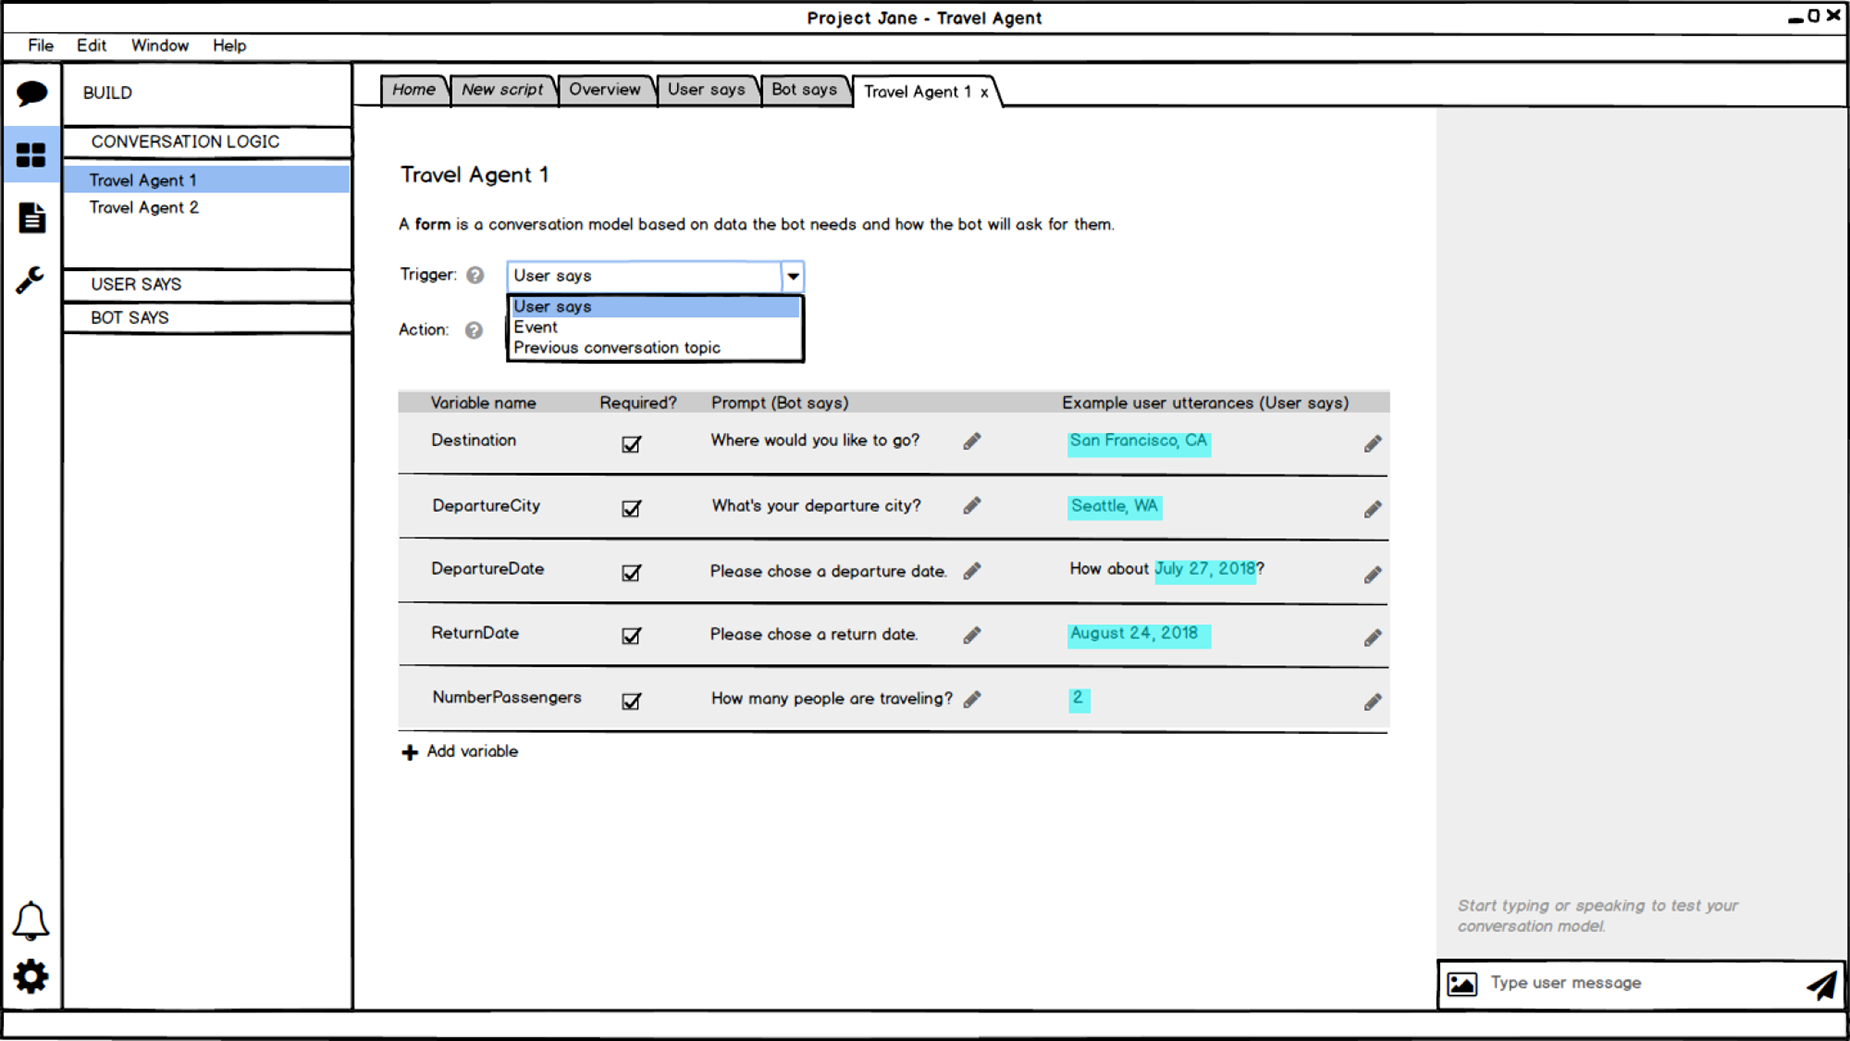 Project Jane - Travel Agent
File Edit Window Help
BUILD
CONVERSATION LOGIC
Travel Agent 1
Travel Agent 2
USER SAYS
BOT SAYS
Home New script Overview User says Bot says Travel Agent 1 x
Travel Agent 1
A form is a conversation model based on data the bot needs and how the bot will ask for them.
Trigger: ? User says
User says
Event
Previous conversation topic
Action: ?
Variable name Required? Prompt (Bot says) Example user utterances (User says)
Destination Where would you like to go? San Francisco, CA
DepartureCity What's your departure city? Seattle, WA
DepartureDate Please chose a departure date. How about July 27, 2018?
ReturnDate Please chose a return date. August 24, 2018
NumberPassengers How many people are traveling? 2
+ Add variable
Start typing or speaking to test your
conversation model.
Type user message